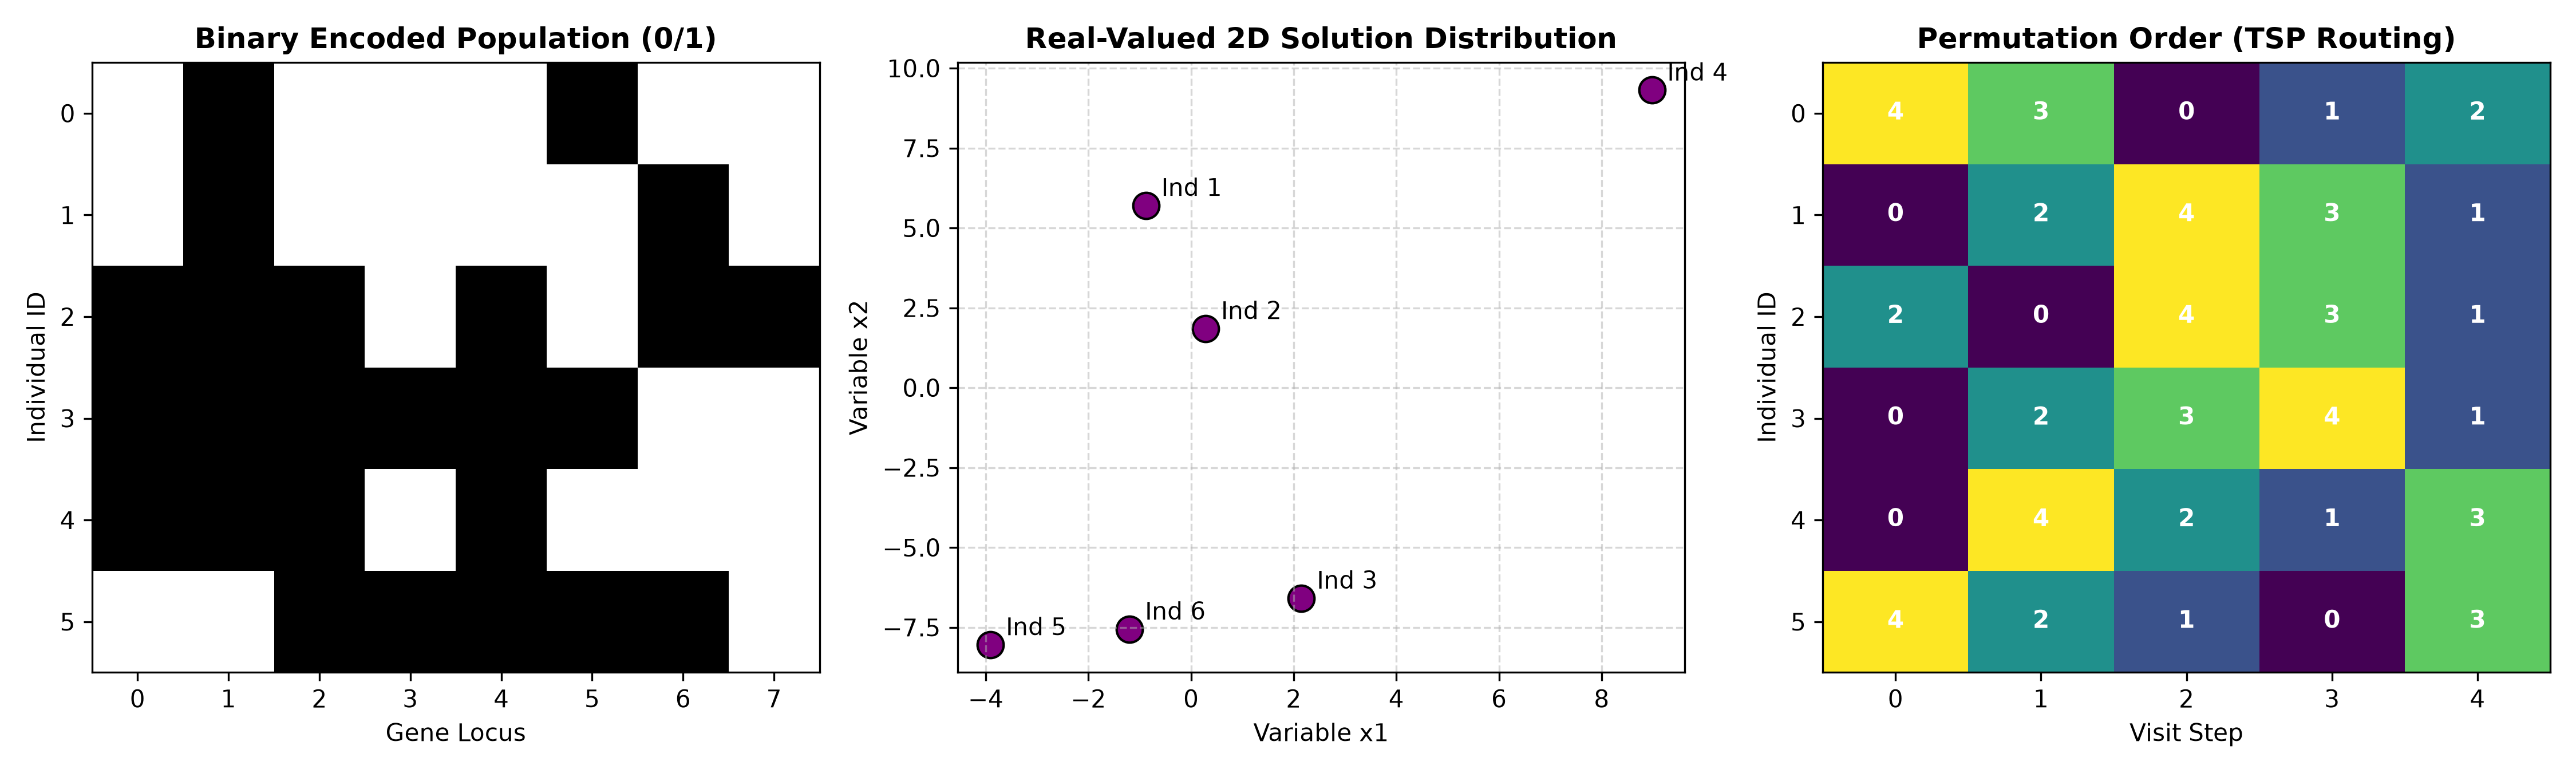 Binary Encoded Population (0/1)
Individual ID
0
1
2
3
4
5
0 1 2 3 4 5 6 7
Gene Locus
Real-Valued 2D Solution Distribution
Variable x2
10.0
7.5
5.0
2.5
0.0
−2.5
−5.0
−7.5
Ind 4
Ind 1
Ind 2
Ind 3
Ind 6
Ind 5
−4 −2 0 2 4 6 8
Variable x1
Permutation Order (TSP Routing)
Individual ID
0 4 3 0 1 2
1 0 2 4 3 1
2 2 0 4 3 1
3 0 2 3 4 1
4 0 4 2 1 3
5 4 2 1 0 3
0 1 2 3 4
Visit Step